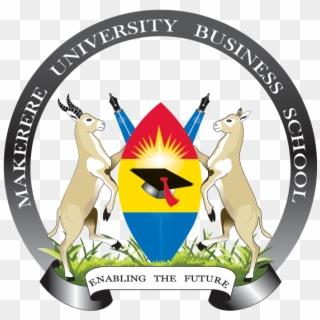 MAKERERE UNIVERSITY BUSINESS SCHOOL
ENABLING THE FUTURE